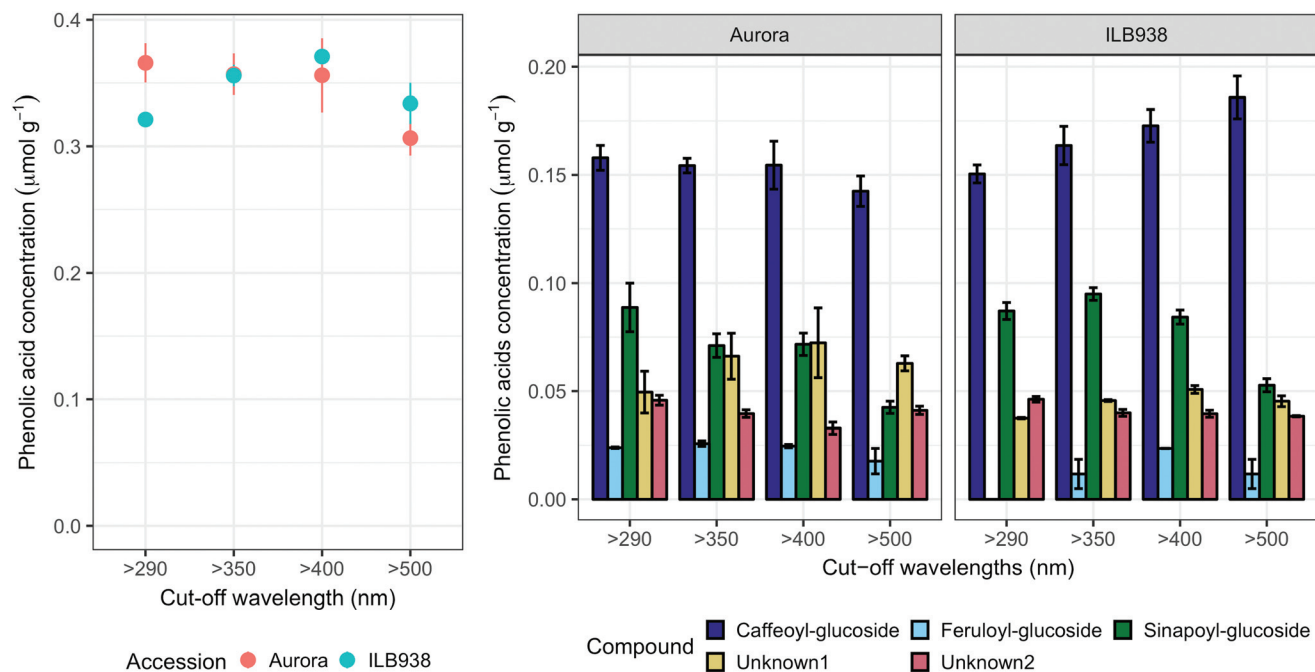 Phenolic acid concentration (μmol g⁻¹)
0.4
0.3
0.2
0.1
0.0
>290 >350 >400 >500
Cut-off wavelength (nm)
Accession Aurora ILB938
Aurora ILB938
Phenolic acids concentration (μmol g⁻¹)
0.20
0.15
0.10
0.05
0.00
>290 >350 >400 >500 >290 >350 >400 >500
Cut−off wavelengths (nm)
Compound
Caffeoyl-glucoside Feruloyl-glucoside Sinapoyl-glucoside
Unknown1 Unknown2